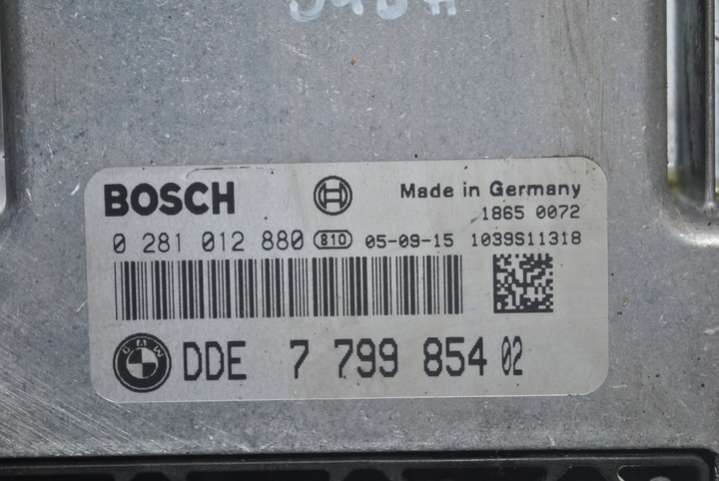 BOSCH Made in Germany
1865 0072
0 281 012 880 810 05-09-15 1039S11318
BMW DDE 7 799 854 02